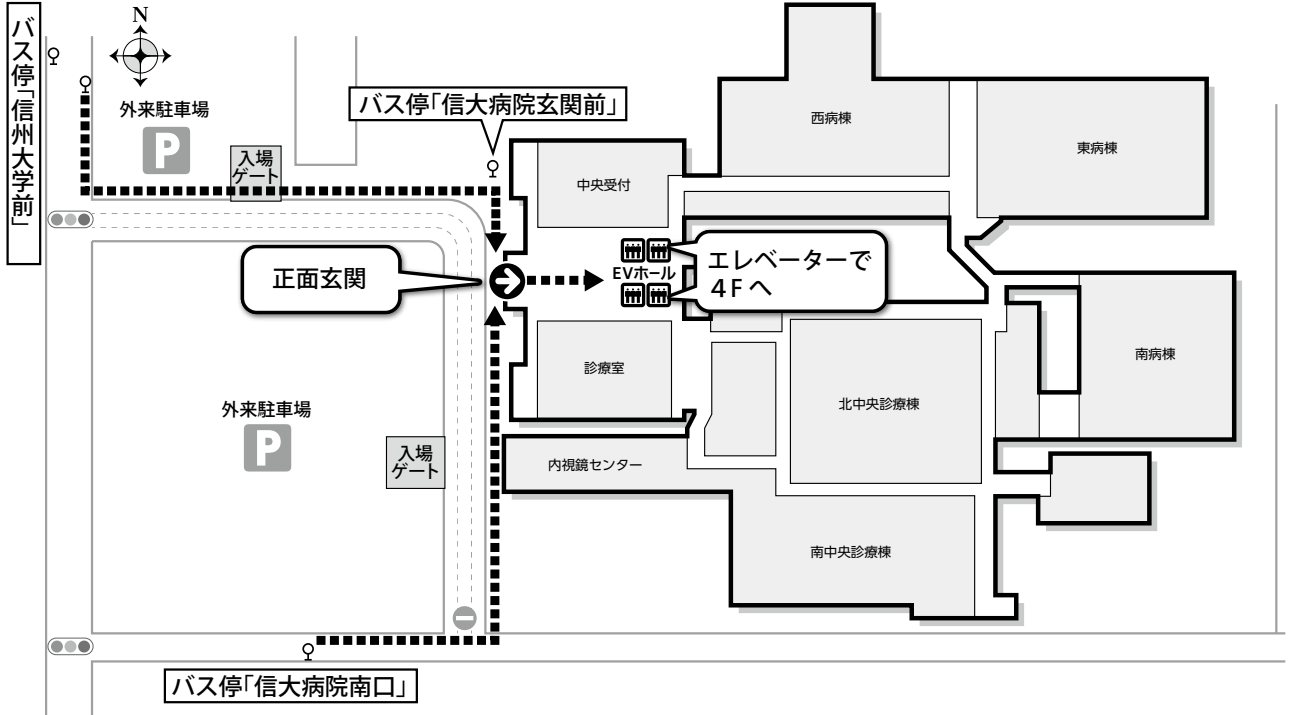 バス停「信州大学前」
N
外来駐車場
P
入場
ゲート
バス停「信大病院玄関前」
中央受付
西病棟
東病棟
正面玄関
EVホール
エレベーターで
4Fへ
診療室
北中央診療棟
南病棟
外来駐車場
P
入場
ゲート
内視鏡センター
南中央診療棟
バス停「信大病院南口」